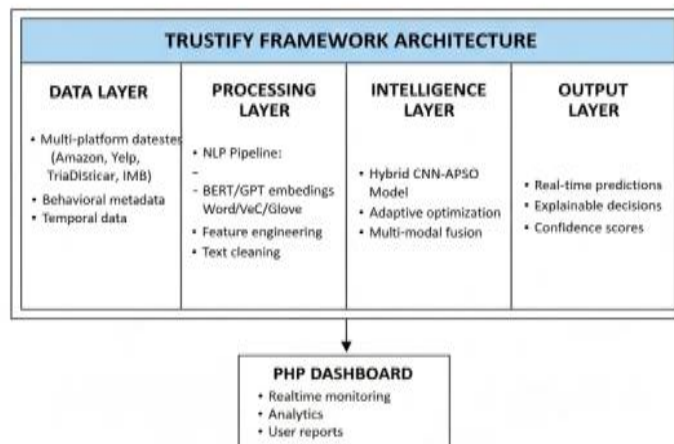 TRUSTIFY FRAMEWORK ARCHITECTURE
DATA LAYER
• Multi-platform datester
(Amazon, Yelp,
TriaDisticar, IMB)
• Behavioral metadata
• Temporal data
PROCESSING
LAYER
• NLP Pipeline:
–
- BERT/GPT embedings
Word/VeC/Glove
• Feature engineering
• Text cleaning
INTELLIGENCE
LAYER
• Hybrid CNN-APSO
Model
• Adaptive optimization
• Multi-modal fusion
OUTPUT
LAYER
• Real-time predictions
• Explainable decisions
• Confidence scores
PHP DASHBOARD
• Realtime monitoring
• Analytics
• User reports